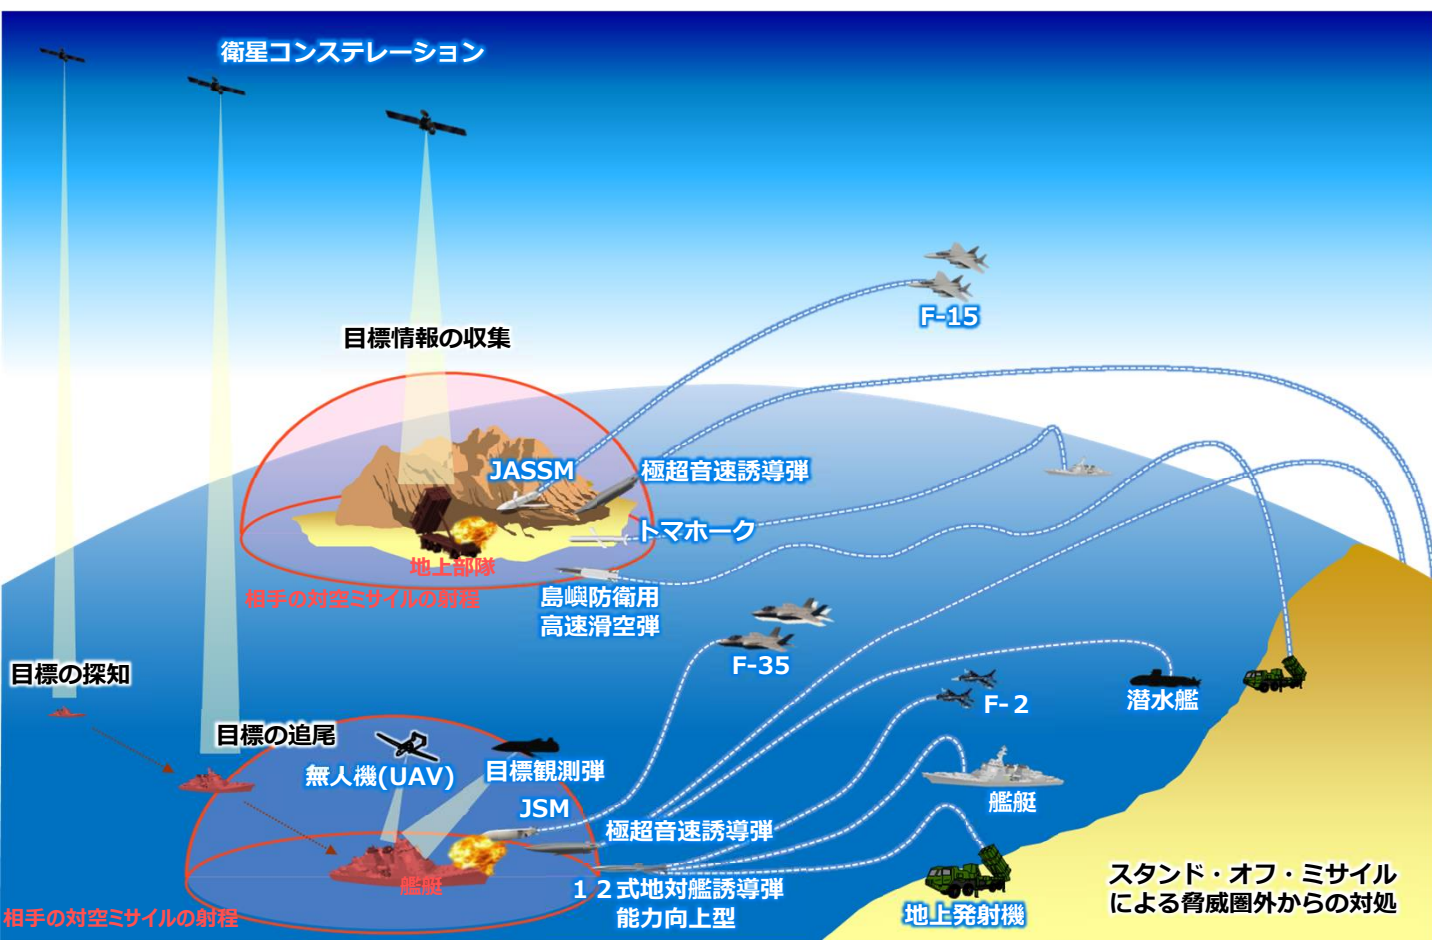 衛星コンステレーション
F-15
目標情報の収集
JASSM
極超音速誘導弾
トマホーク
地上部隊
相手の対空ミサイルの射程
島嶼防衛用
高速滑空弾
F-35
目標の探知
F-２
潜水艦
目標の追尾
無人機(UAV)
目標観測弾
JSM
艦艇
極超音速誘導弾
艦艇
１２式地対艦誘導弾
能力向上型
相手の対空ミサイルの射程
地上発射機
スタンド・オフ・ミサイル
による脅威圏外からの対処